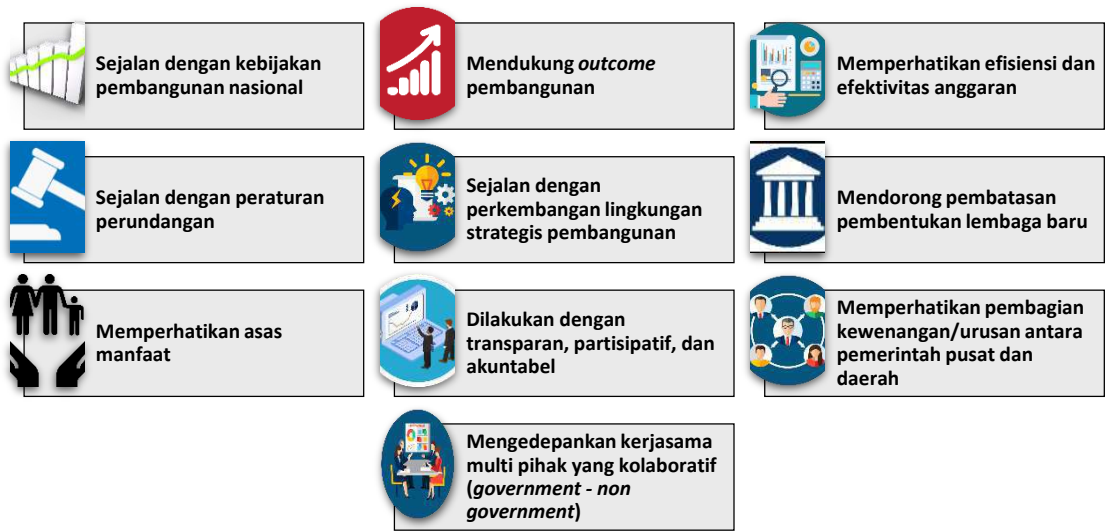 Sejalan dengan kebijakan
pembangunan nasional
Mendukung outcome
pembangunan
Memperhatikan efisiensi dan
efektivitas anggaran
Sejalan dengan peraturan
perundangan
Sejalan dengan
perkembangan lingkungan
strategis pembangunan
Mendorong pembatasan
pembentukan lembaga baru
Memperhatikan asas
manfaat
Dilakukan dengan
transparan, partisipatif, dan
akuntabel
Memperhatikan pembagian
kewenangan/urusan antara
pemerintah pusat dan
daerah
Mengedepankan kerjasama
multi pihak yang kolaboratif
(government - non
government)